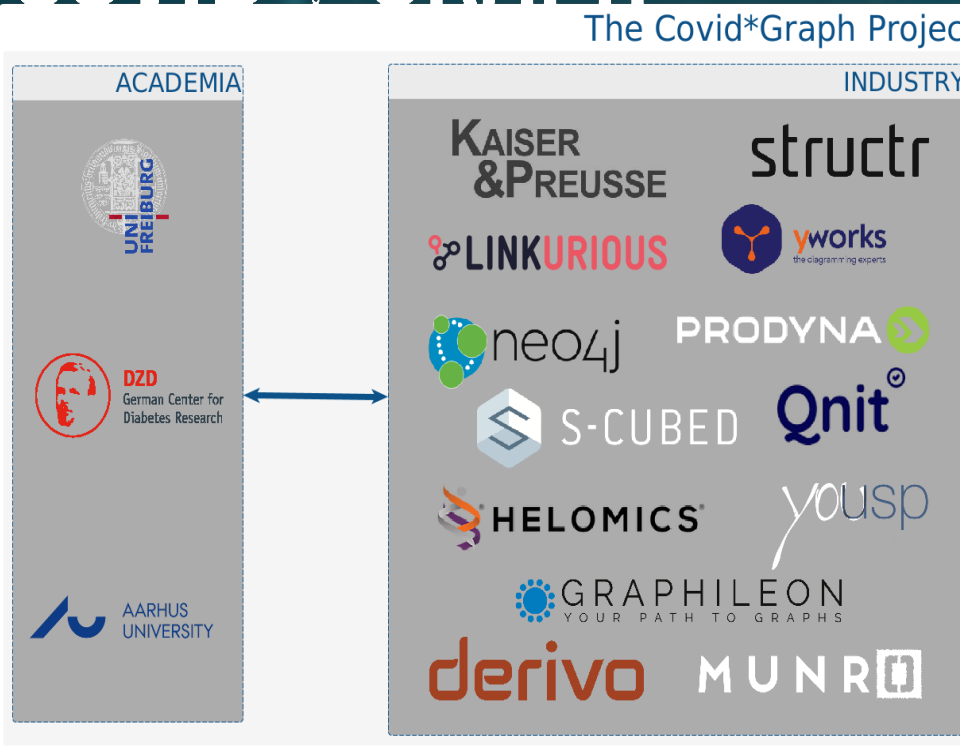 The Covid*Graph Projec
ACADEMIA
UNI
FREIBURG
DZD
German Center for
Diabetes Research
AARHUS
UNIVERSITY
INDUSTRY
KAISER
&PREUSSE
structr
LINKURIOUS
yworks
the diagramming experts
neo4j
PRODYNA
S-CUBED
Qnit
HELOMICS®
yousp
GRAPHILEON
YOUR PATH TO GRAPHS
derivo
MUNRO